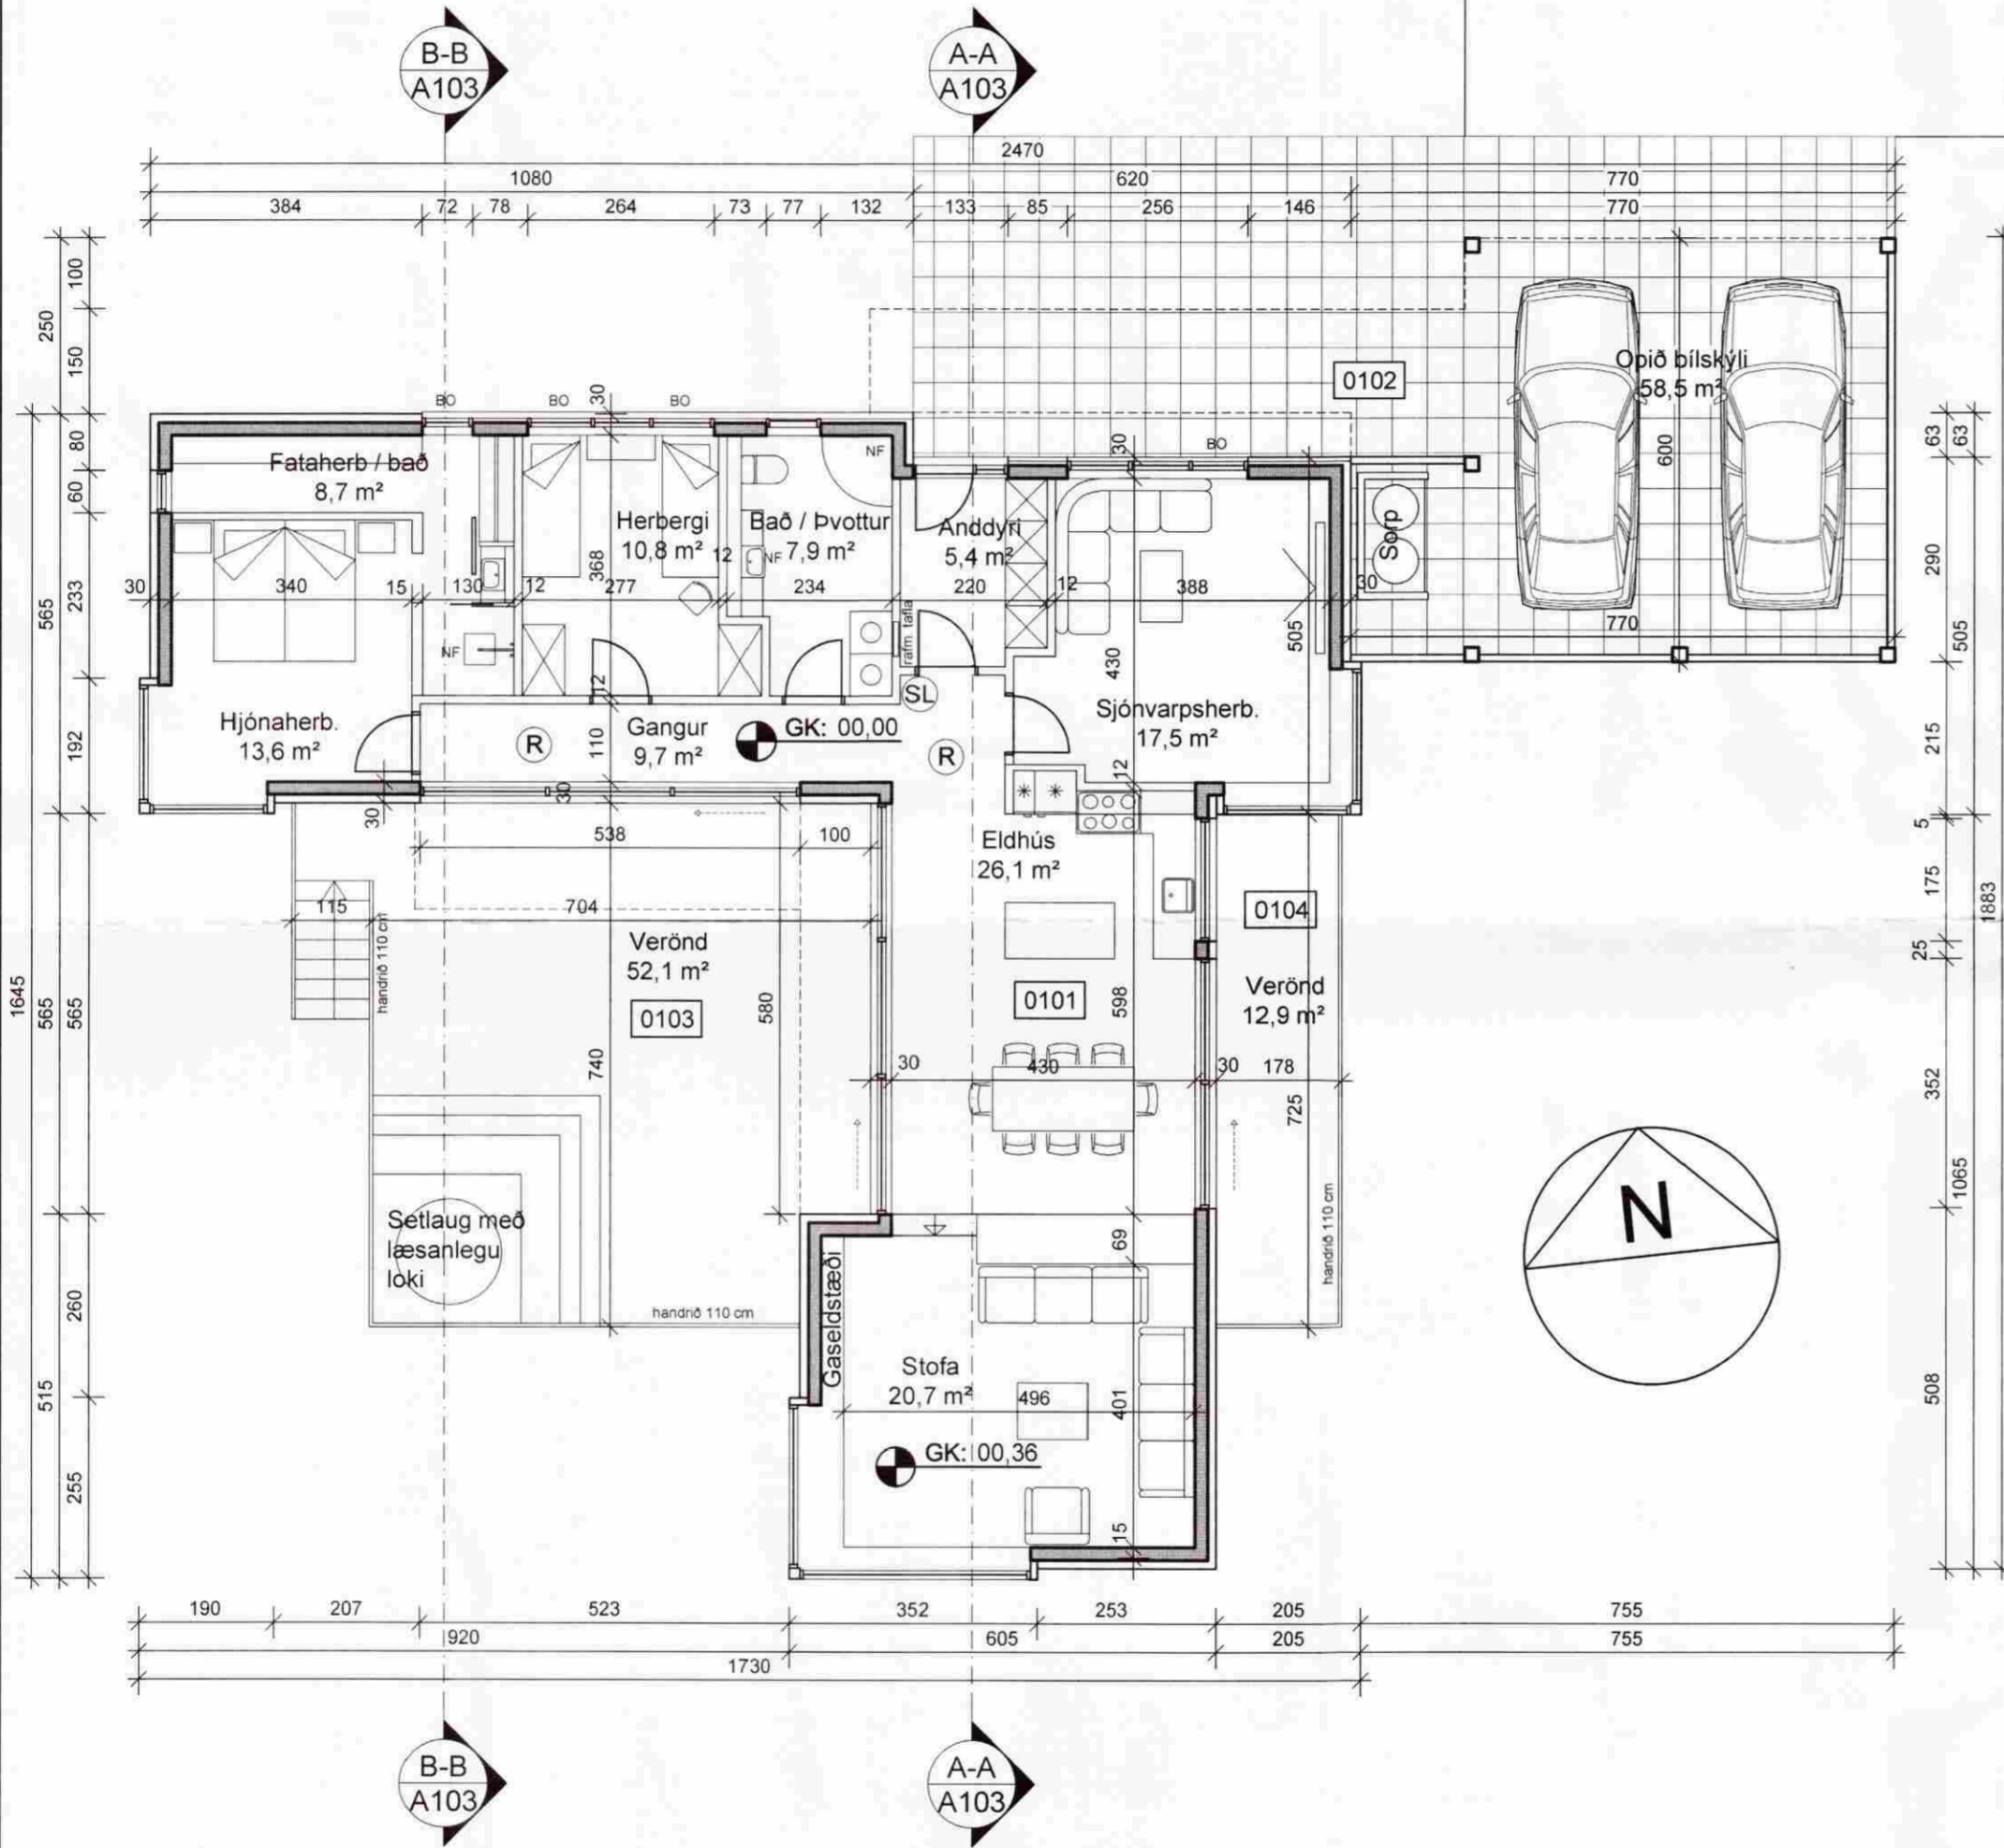 B-B
A103
A-A
A103
2470
1080
620
770
384
72
78
264
73
77
132
133
85
256
146
770
100
250
150
80
60
565
233
192
1645
565
565
515
260
255
BO
BO
30
BO
30
BO
NF
0102
Opið bílskýli
58,5 m²
600
63
63
Fataherb / bað
8,7 m²
Herbergi
10,8 m²
368
12
Bað / Þvottur
NF 7,9 m²
Anddyri
5,4 m²
Sorp
290
505
30
340
15
130
12
277
234
220
12
388
30
770
505
430
rafm. tafla
NF
12
SL
Hjónaherb.
13,6 m²
R
110
Gangur
9,7 m²
GK: 00,00
R
Sjónvarpsherb.
17,5 m²
215
12
30
30
538
100
Eldhús
26,1 m²
5
175
1883
115
handrið 110 cm
704
Verönd
52,1 m²
0103
580
740
0101
598
0104
Verönd
12,9 m²
25
30
430
30
178
725
352
1065
Setlaug með
læsanlegu
loki
handrið 110 cm
Gaseldstæði
69
handrið 110 cm
N
Stofa
20,7 m²
496
401
GK: 00,36
15
508
190
207
523
352
253
205
755
920
605
205
755
1730
B-B
A103
A-A
A103